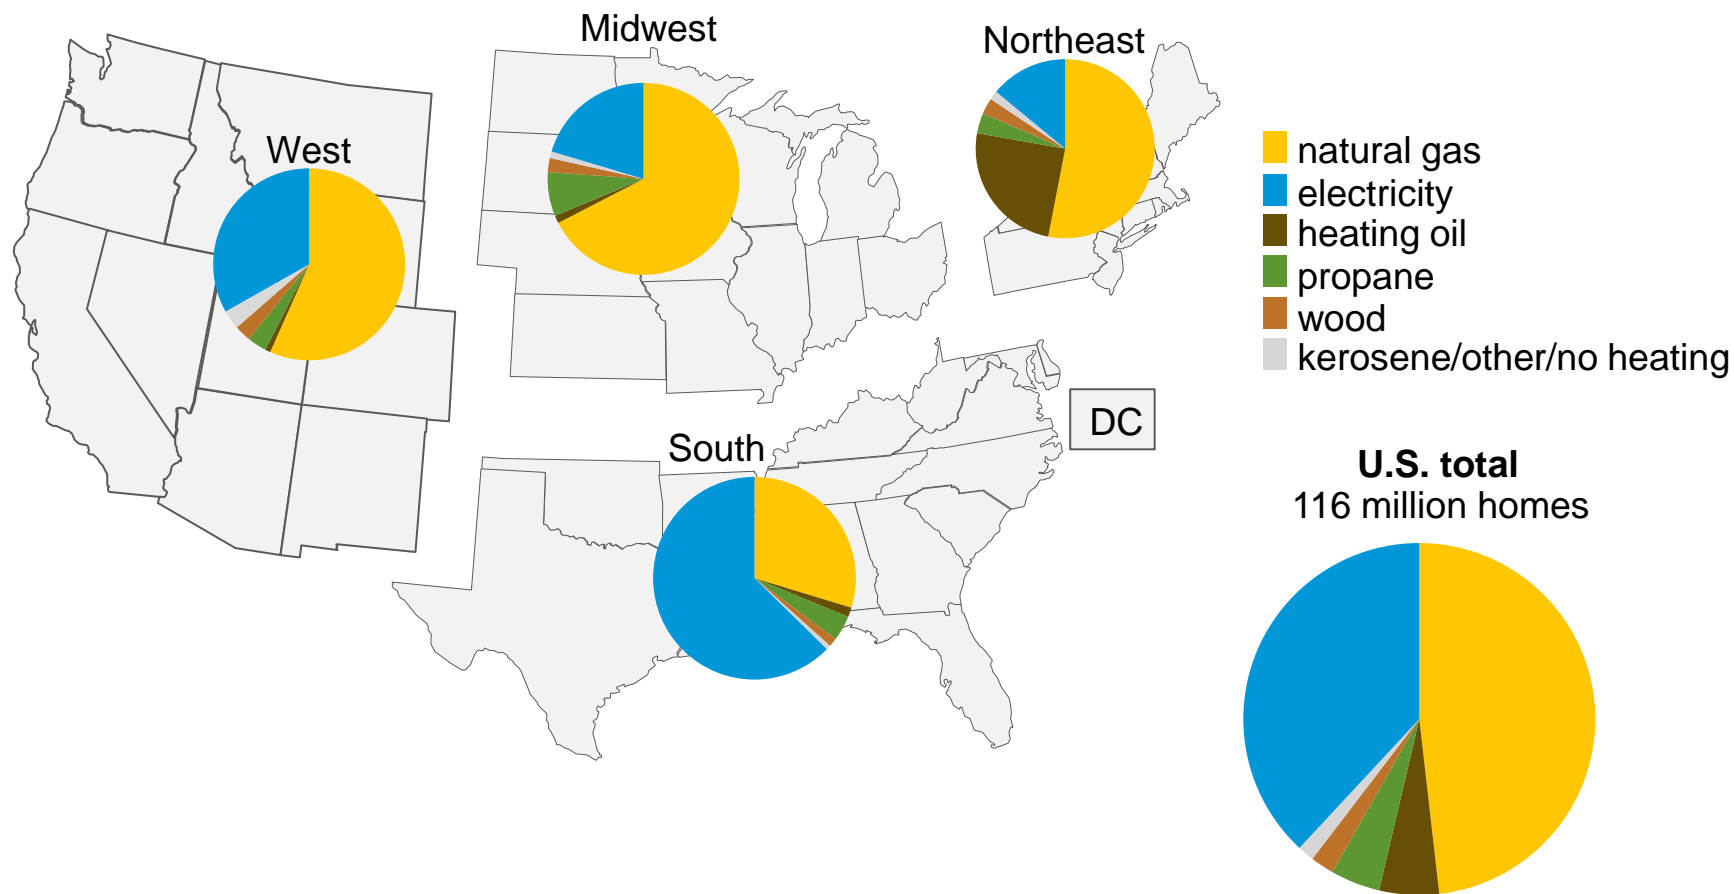 Midwest
Northeast
West
natural gas
electricity
heating oil
propane
wood
kerosene/other/no heating
DC
South
U.S. total
116 million homes